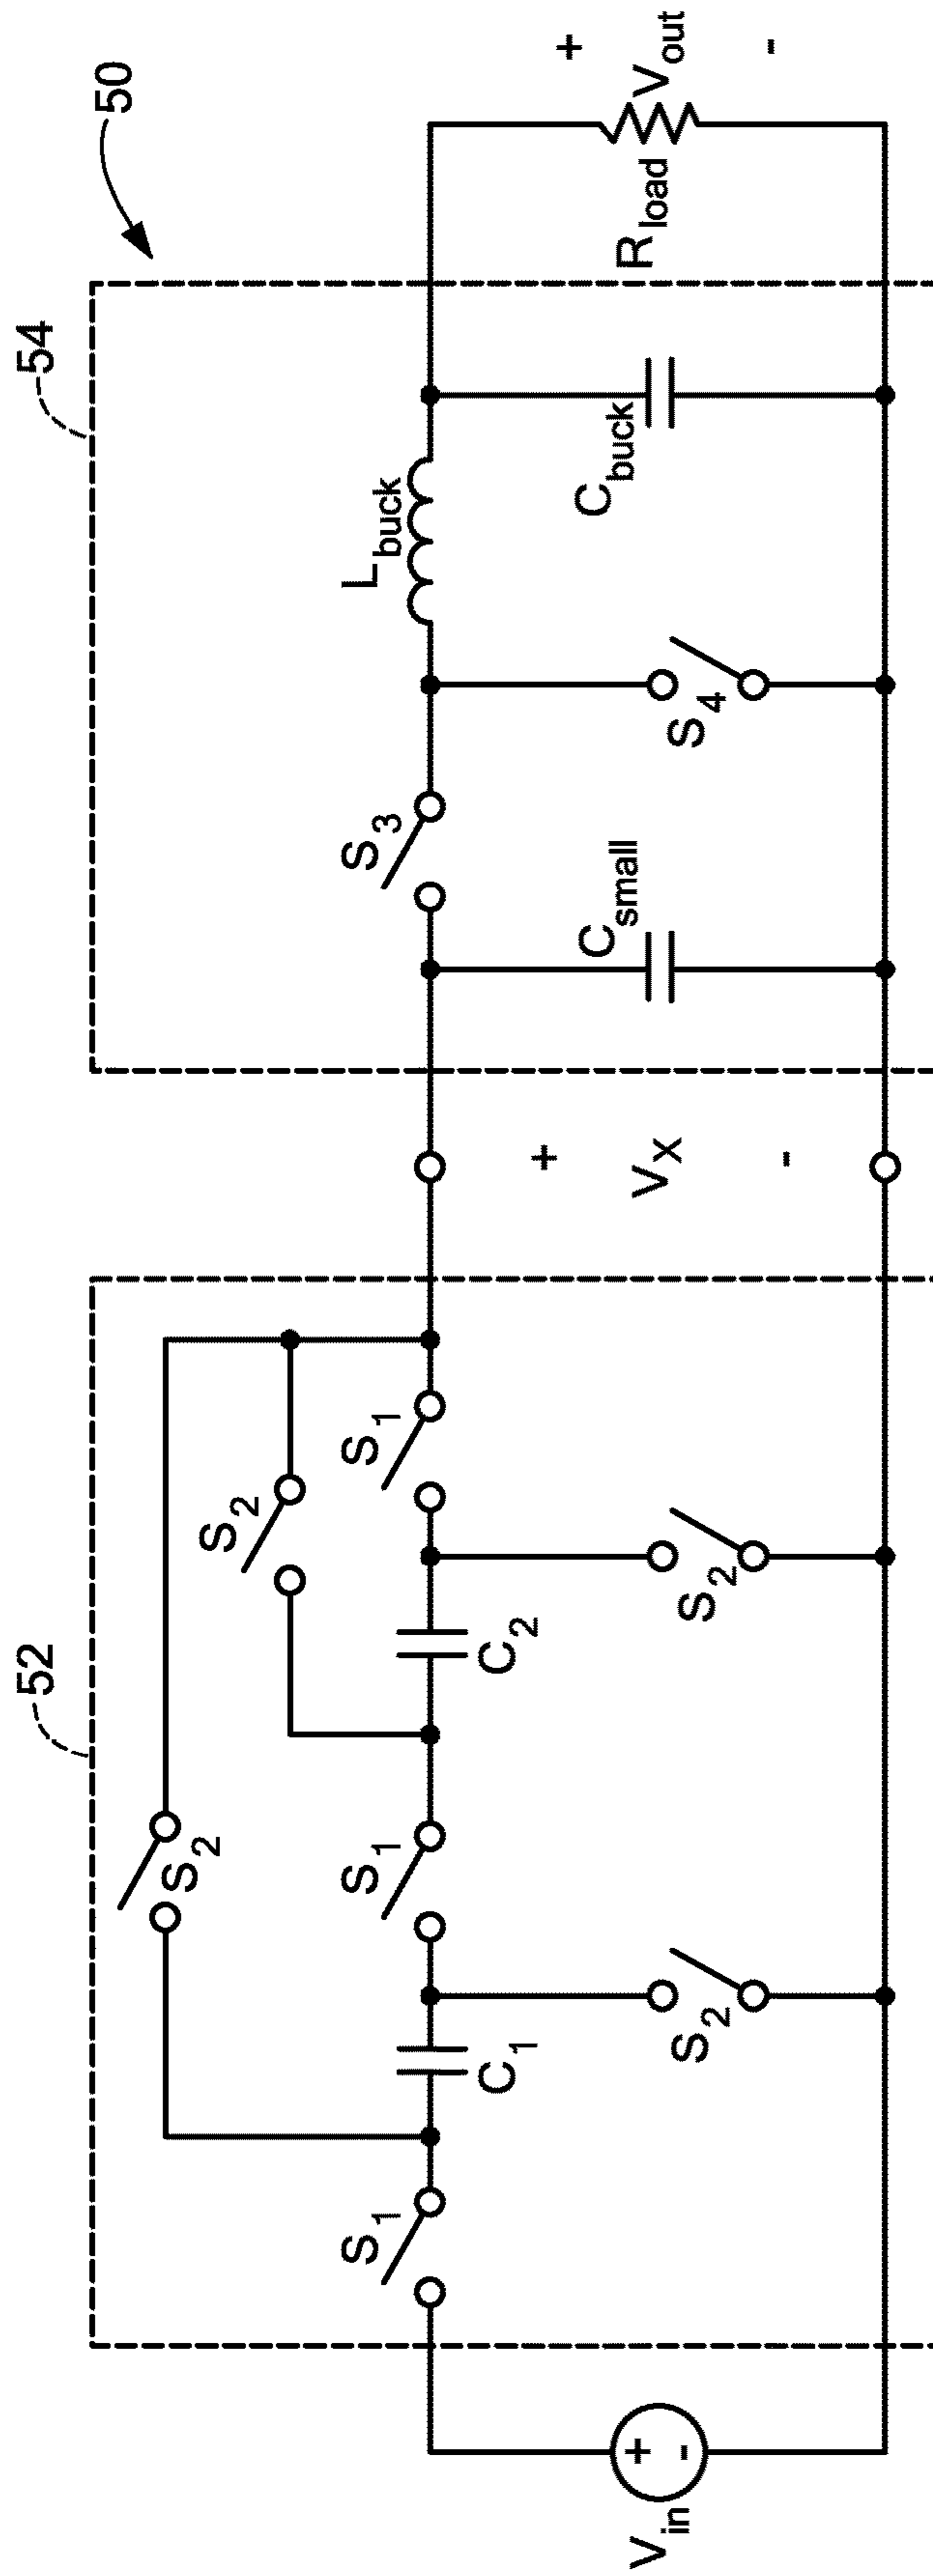 50
52
54
S2
S2
S1
C1
S1
C2
S1
S2
S2
Vin
+
-
+
VX
-
S3
Csmall
S4
Lbuck
Cbuck
Rload
+
Vout
-